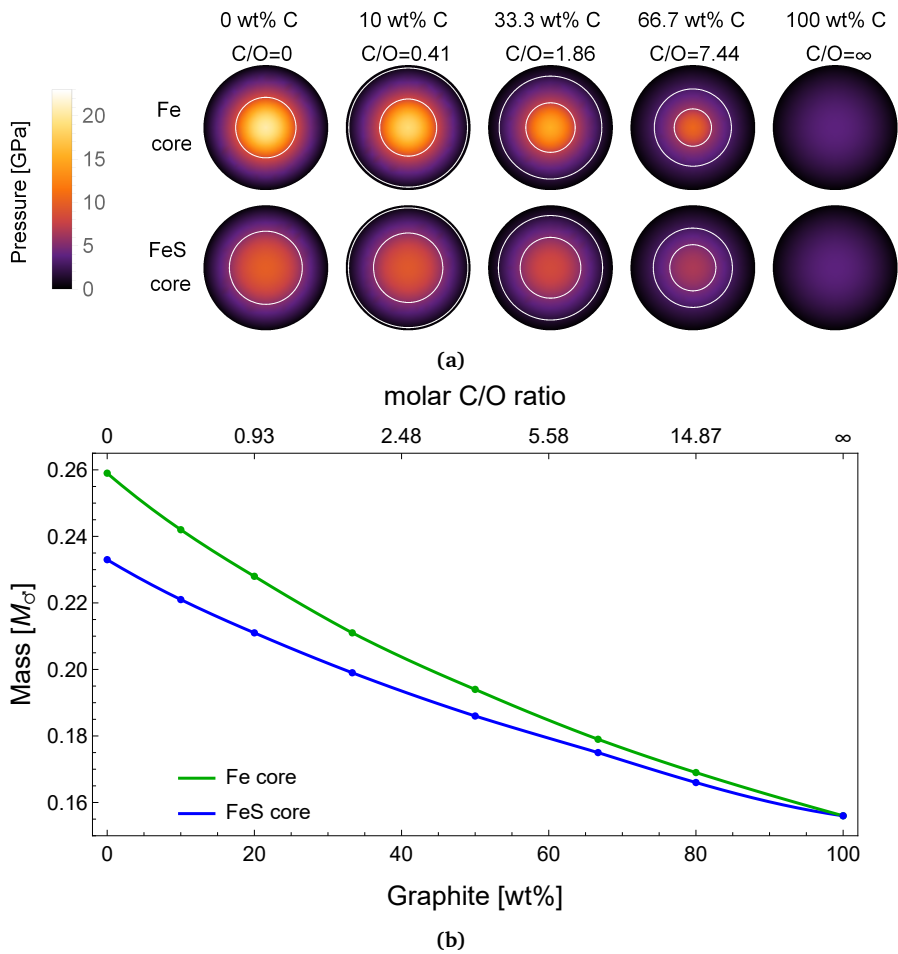 0 wt% C 10 wt% C 33.3 wt% C 66.7 wt% C 100 wt% C
C/O=0 C/O=0.41 C/O=1.86 C/O=7.44 C/O=∞
Pressure [GPa]
20
15
10
5
0
Fe
core
FeS
core
(a)
molar C/O ratio
0 0.93 2.48 5.58 14.87 ∞
Mass [M♂]
0.26
0.24
0.22
0.20
0.18
0.16
Fe core
FeS core
0 20 40 60 80 100
Graphite [wt%]
(b)